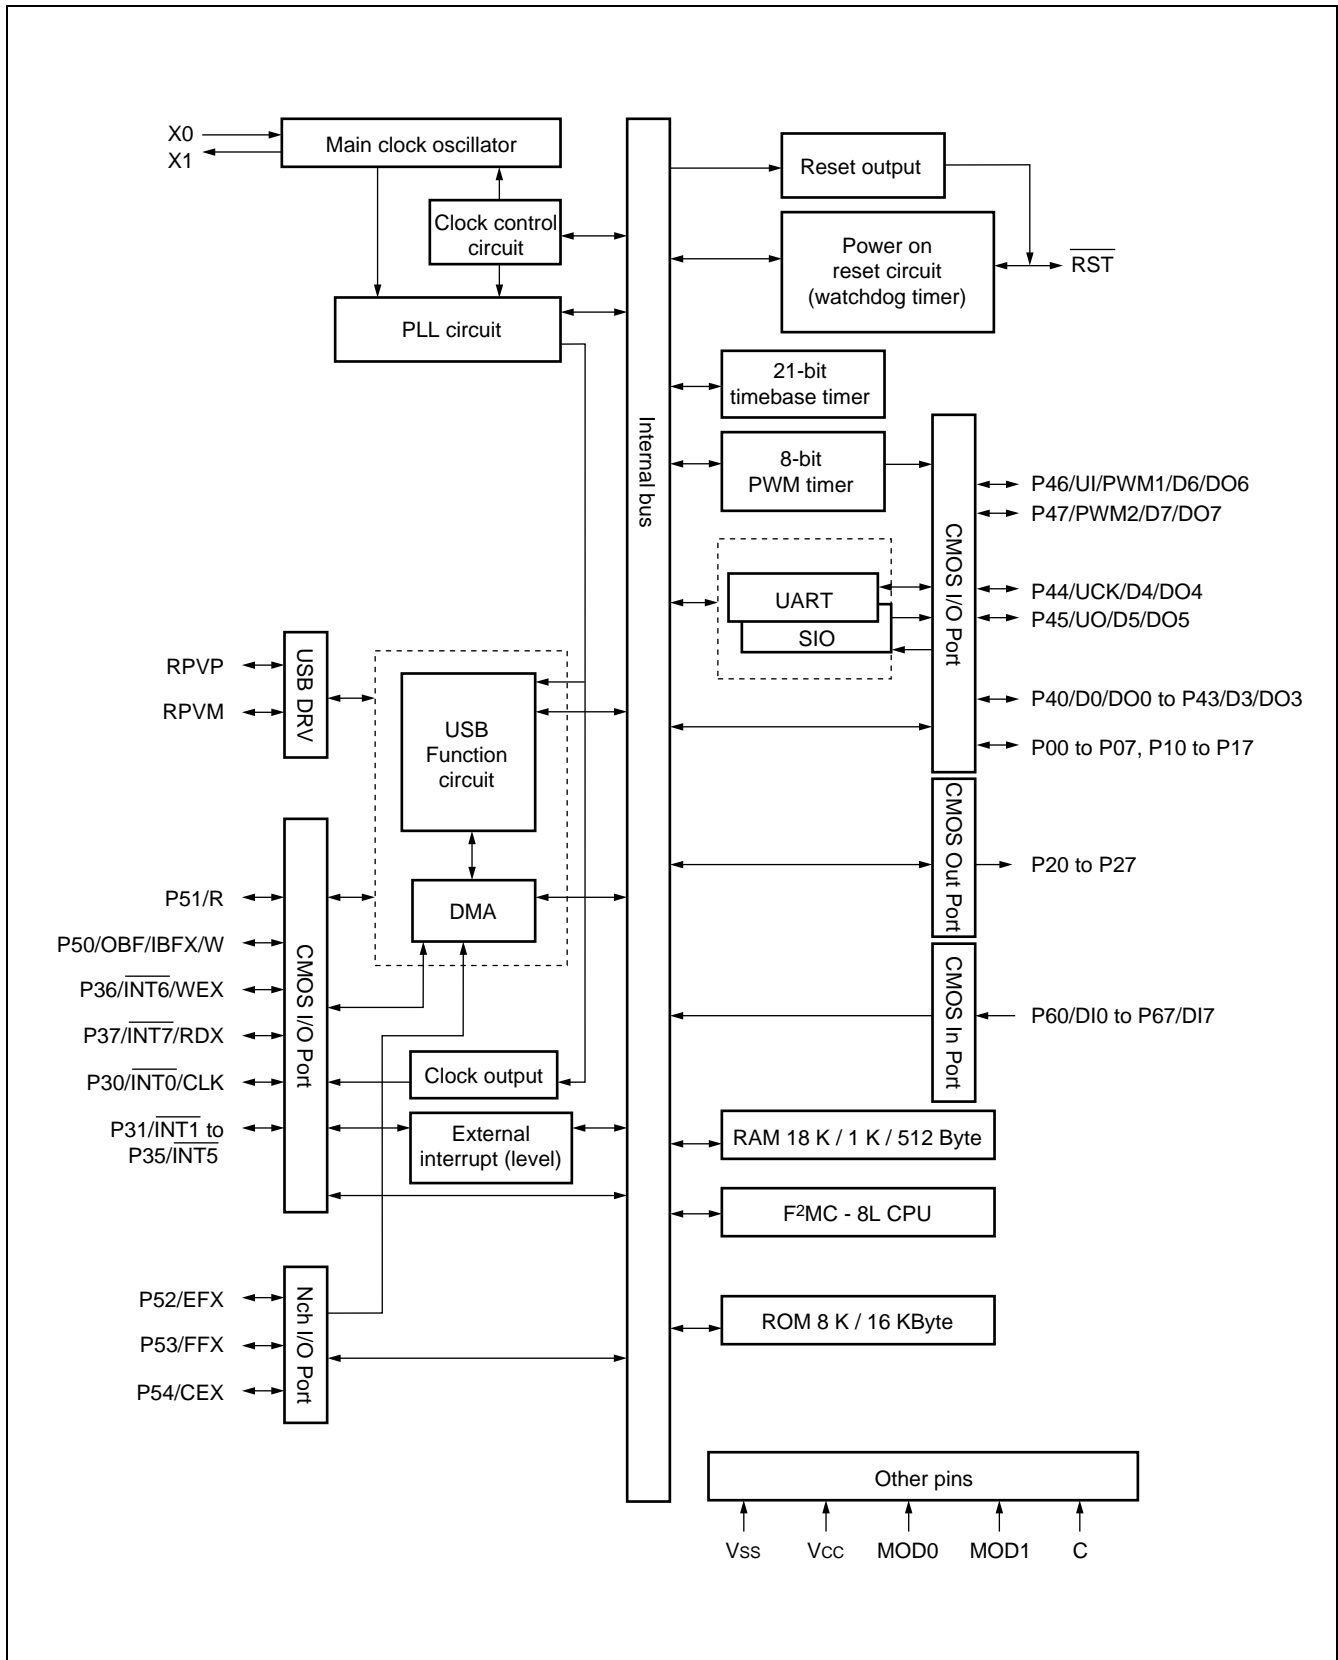 X0
X1
Main clock oscillator
Clock control
circuit
PLL circuit
Internal bus
Reset output
Power on
reset circuit
(watchdog timer)
R̅S̅T̅
21-bit
timebase timer
8-bit
PWM timer
UART
SIO
CMOS I/O Port
P46/UI/PWM1/D6/DO6
P47/PWM2/D7/DO7
P44/UCK/D4/DO4
P45/UO/D5/DO5
P40/D0/DO0 to P43/D3/DO3
P00 to P07, P10 to P17
CMOS Out Port
P20 to P27
CMOS In Port
P60/DI0 to P67/DI7
RPVP
RPVM
USB DRV
USB
Function
circuit
DMA
P51/R
P50/OBF/IBFX/W
P36/I̅N̅T̅6̅/WEX
P37/I̅N̅T̅7̅/RDX
P30/I̅N̅T̅0̅/CLK
P31/I̅N̅T̅1̅ to
P35/I̅N̅T̅5̅
CMOS I/O Port
Clock output
External
interrupt (level)
P52/EFX
P53/FFX
P54/CEX
Nch I/O Port
RAM 18 K / 1 K / 512 Byte
F²MC - 8L CPU
ROM 8 K / 16 KByte
Other pins
Vss
Vcc
MOD0
MOD1
C